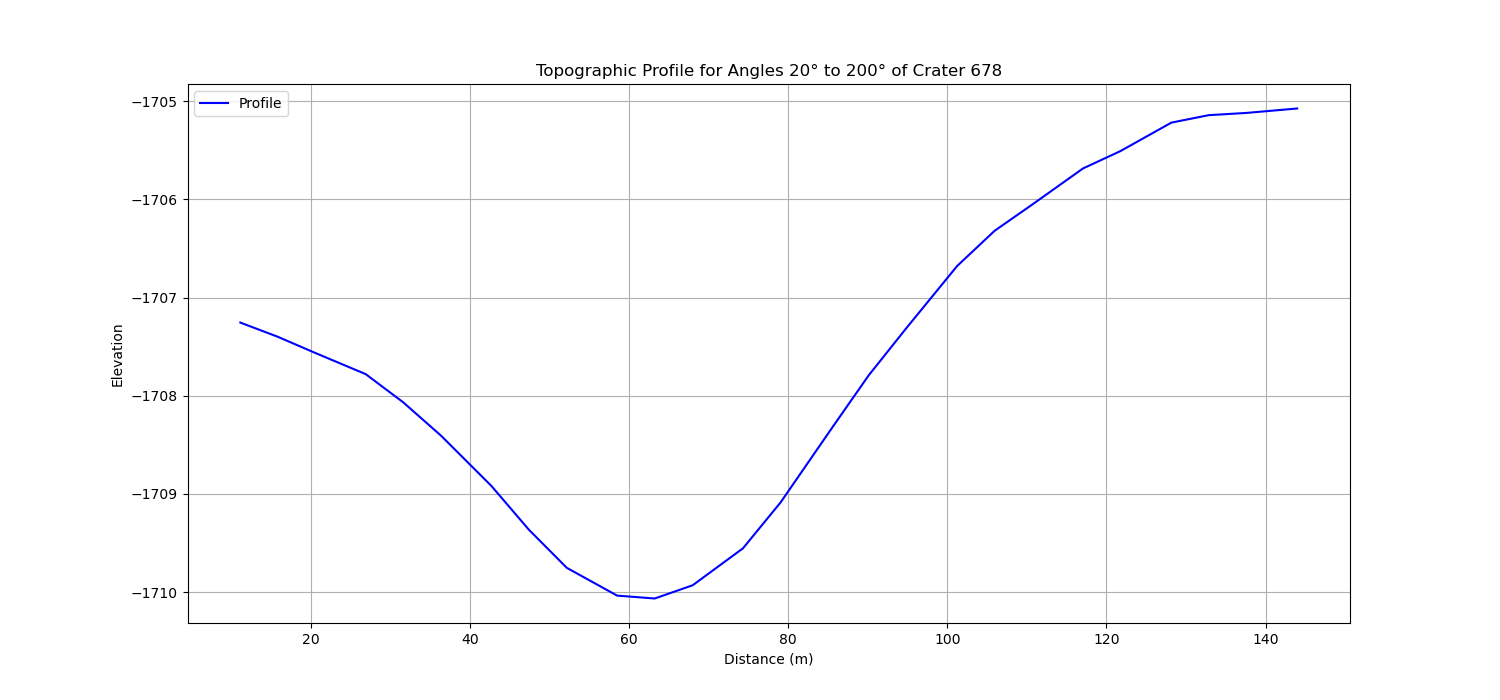 Topographic Profile for Angles 20° to 200° of Crater 678
Profile
−1705
−1706
−1707
−1708
−1709
−1710
Elevation
20 40 60 80 100 120 140
Distance (m)